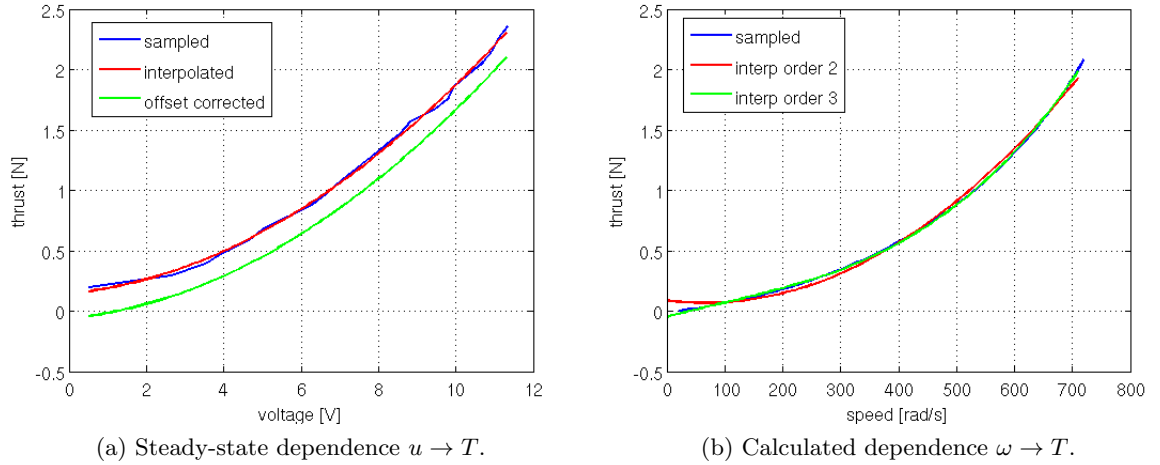 2.5
2
1.5
1
0.5
0
-0.5
thrust [N]
sampled
interpolated
offset corrected
0 2 4 6 8 10 12
voltage [V]
(a) Steady-state dependence u → T.
2.5
2
1.5
1
0.5
0
-0.5
thrust [N]
sampled
interp order 2
interp order 3
0 100 200 300 400 500 600 700 800
speed [rad/s]
(b) Calculated dependence ω → T.